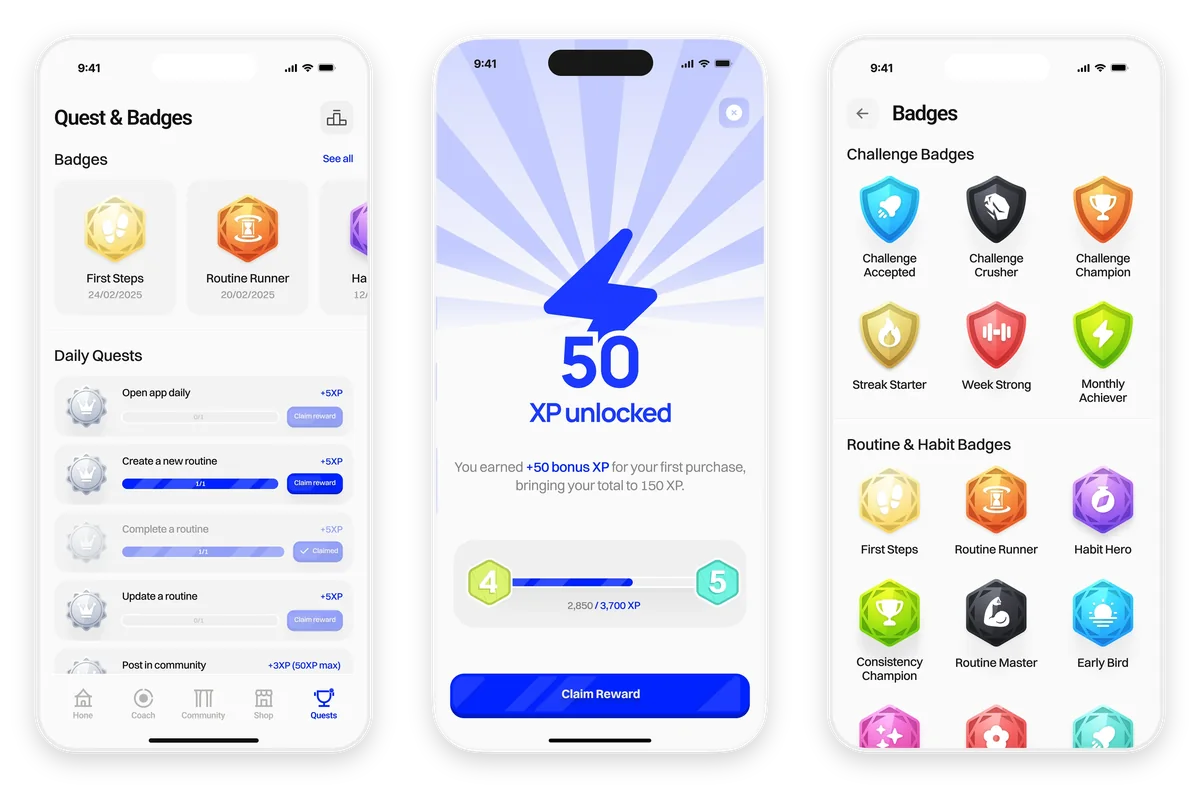 9:41
Quest & Badges
Badges
See all
First Steps
24/02/2025
Routine Runner
20/02/2025
Ha
12/
Daily Quests
Open app daily
+5XP
0/1
Claim reward
Create a new routine
+5XP
1/1
Claim reward
Complete a routine
+5XP
1/1
Claimed
Update a routine
+5XP
0/1
Claim reward
Post in community
+3XP (50XP max)
Hone
Coach
Community
Shop
Quests
9:41
50
XP unlocked
You earned +50 bonus XP for your first purchase,
bringing your total to 150 XP.
4
5
2,850 / 3,700 XP
Claim Reward
9:41
Badges
Challenge Badges
Challenge
Accepted
Challenge
Crusher
Challenge
Champion
Streak Starter
Week Strong
Monthly
Achiever
Routine & Habit Badges
First Steps
Routine Runner
Habit Hero
Consistency
Champion
Routine Master
Early Bird